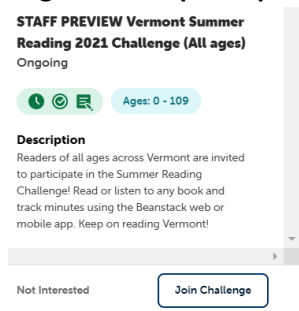 STAFF PREVIEW Vermont Summer
Reading 2021 Challenge (All ages)
Ongoing
Ages: 0 - 109
Description
Readers of all ages across Vermont are invited
to participate in the Summer Reading
Challenge! Read or listen to any book and
track minutes using the Beanstack web or
mobile app. Keep on reading Vermont!
Not Interested
Join Challenge